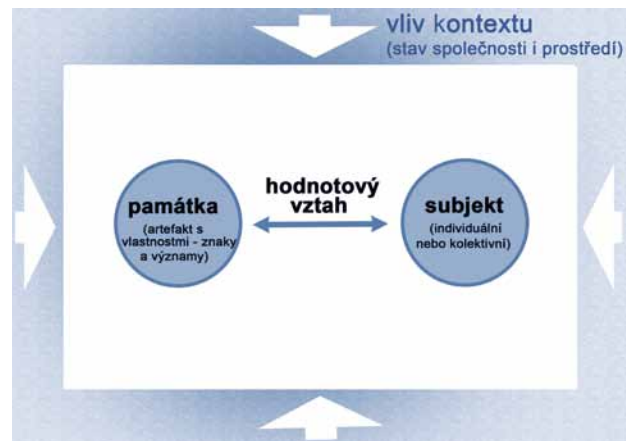 vliv kontextu
(stav společnosti i prostředí)
hodnotový
vztah
památka
(artefakt s
vlastnostmi - znaky
a významy)
subjekt
(individuální
nebo kolektivní)